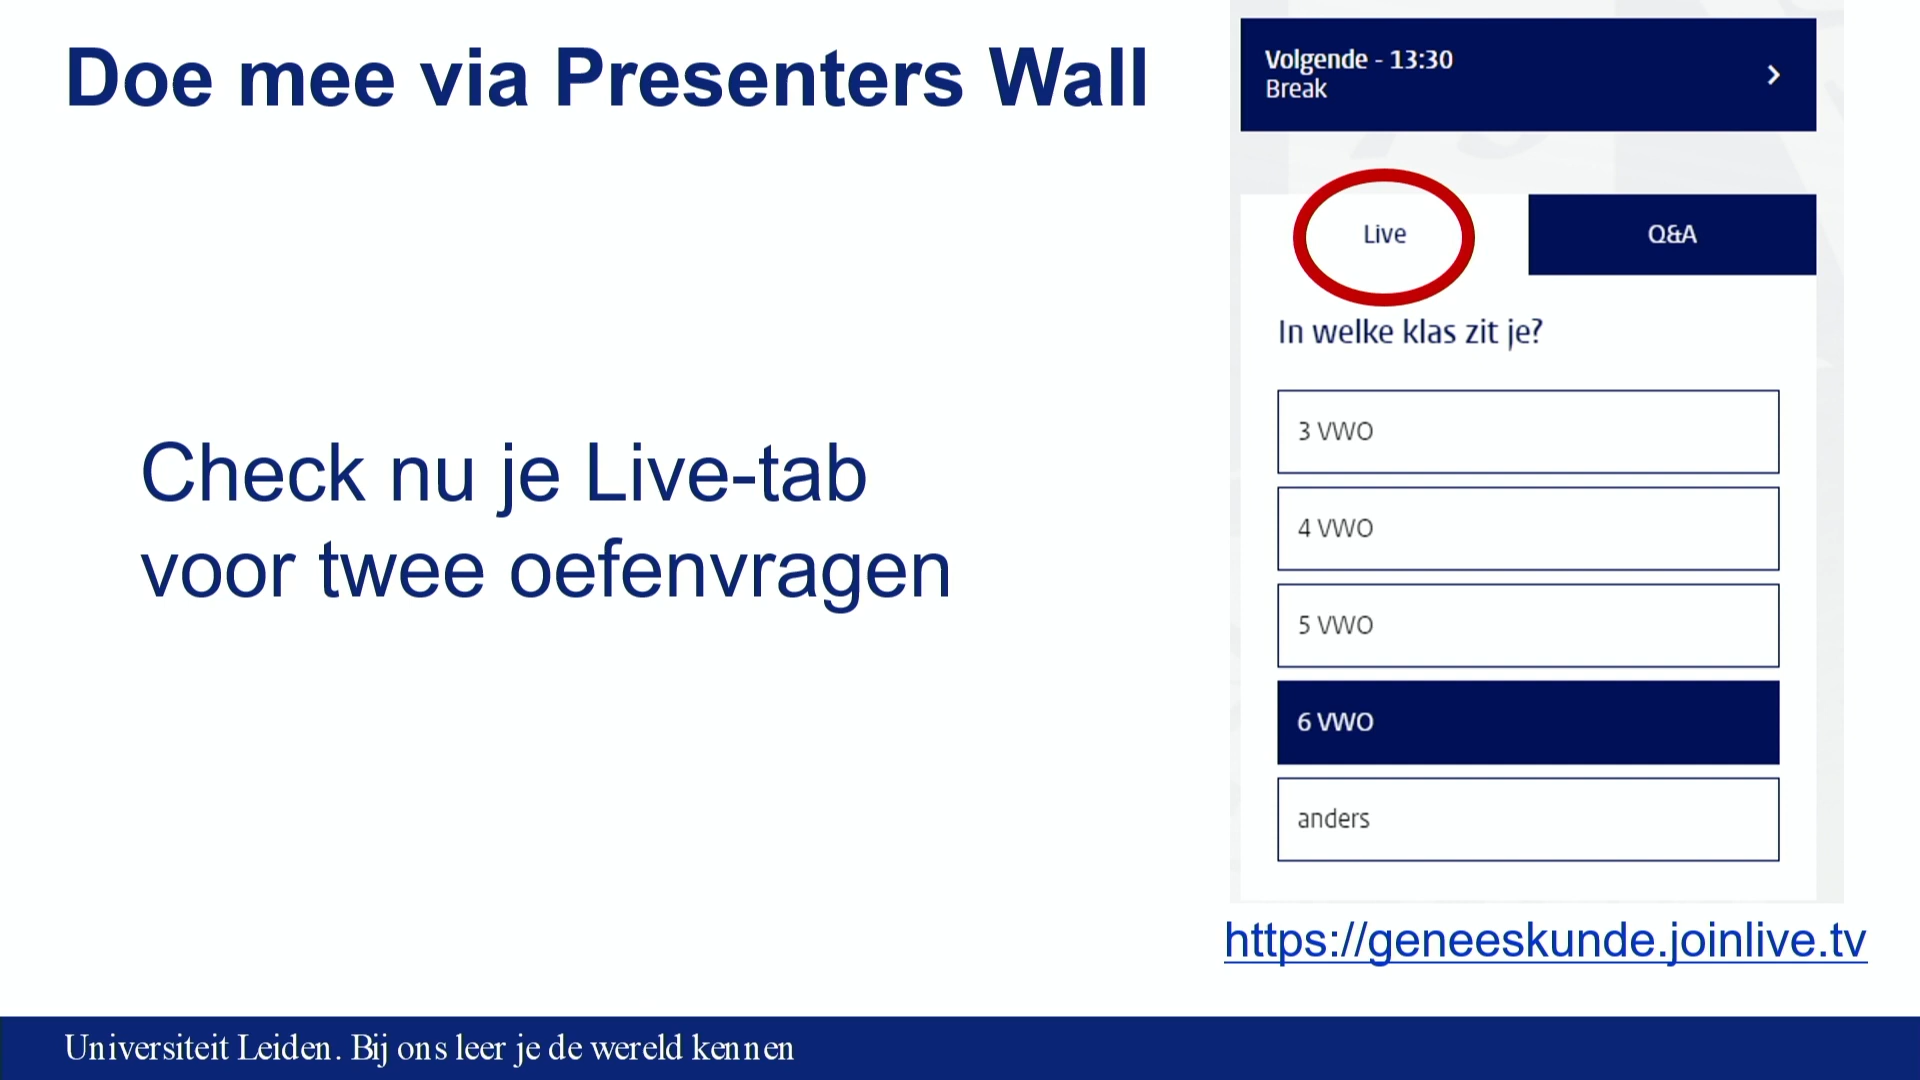 Doe mee via Presenters Wall
Check nu je Live-tab
voor twee oefenvragen
Volgende - 13:30
Break
Live
Q&A
In welke klas zit je?
3 VWO
4 VWO
5 VWO
6 VWO
anders
https://geneeskunde.joinlive.tv
Universiteit Leiden. Bij ons leer je de wereld kennen